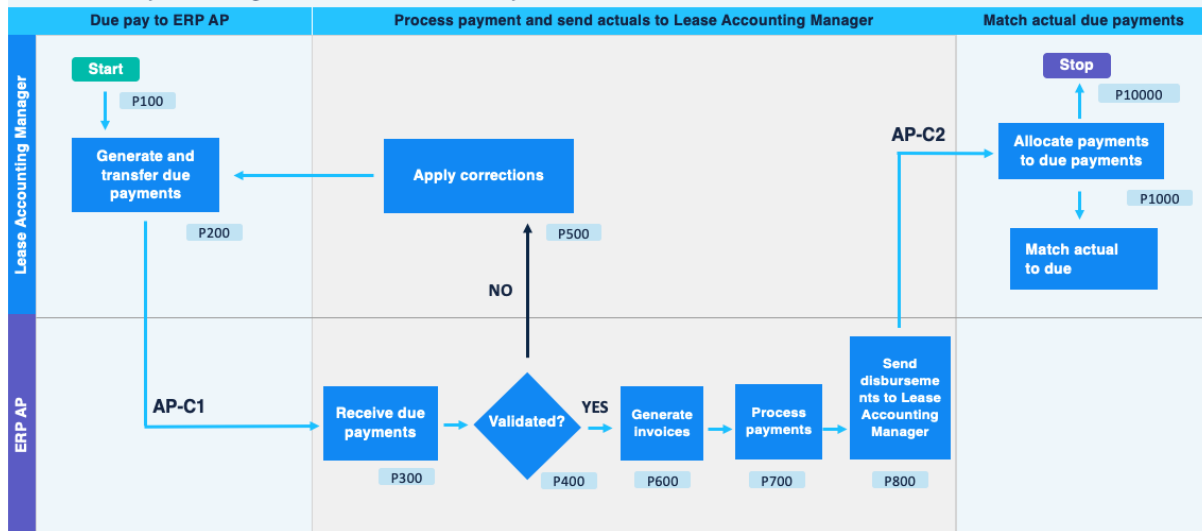 Due pay to ERP AP
Process payment and send actuals to Lease Accounting Manager
Match actual due payments
Lease Accounting Manager
Start
P100
Generate and
transfer due
payments
P200
Apply corrections
P500
NO
AP-C2
Stop
P10000
Allocate payments
to due payments
P1000
Match actual
to due
ERP AP
AP-C1
Receive due
payments
P300
Validated?
P400
YES
Generate
invoices
P600
Process
payments
P700
Send
disburseme
nts to Lease
Accounting
Manager
P800